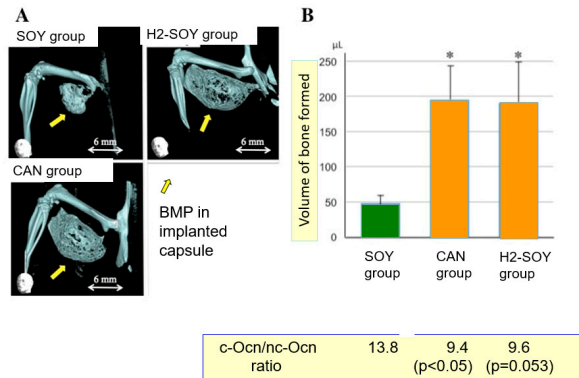 A
SOY group
H2-SOY group
6 mm
6 mm
CAN group
6 mm
BMP in
implanted
capsule
B
µL
Volume of bone formed
250
200
150
100
50
0
*
*
SOY
group
CAN
group
H2-SOY
group
c-Ocn/nc-Ocn
ratio
13.8
9.4
(p<0.05)
9.6
(p=0.053)